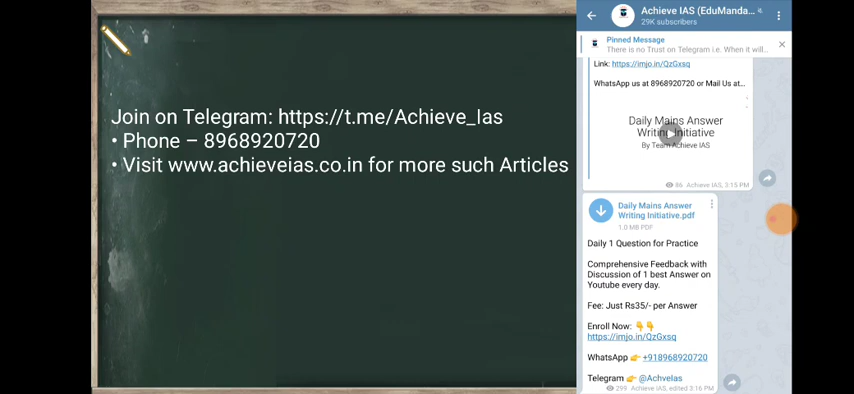 Join on Telegram: https://t.me/Achieve_Ias
• Phone – 8968920720
• Visit www.achieveias.co.in for more such Articles
Achieve IAS (EduManda...
29K subscribers
Pinned Message
There is no Trust on Telegram i.e. When it will...
Link: https://imjo.in/QzGxsq
WhatsApp us at 8968920720 or Mail Us at...
Daily Mains Answer
Writing Initiative
By Team Achieve IAS
86 Achieve IAS, 3:15 PM
Daily Mains Answer
Writing Initiative.pdf
1.0 MB PDF
Daily 1 Question for Practice
Comprehensive Feedback with
Discussion of 1 best Answer on
Youtube every day.
Fee: Just Rs35/- per Answer
Enroll Now: 👇👇
https://imjo.in/QzGxsq
WhatsApp 👉 +918968920720
Telegram 👉 @Achveias
299 Achieve IAS, edited 3:16 PM